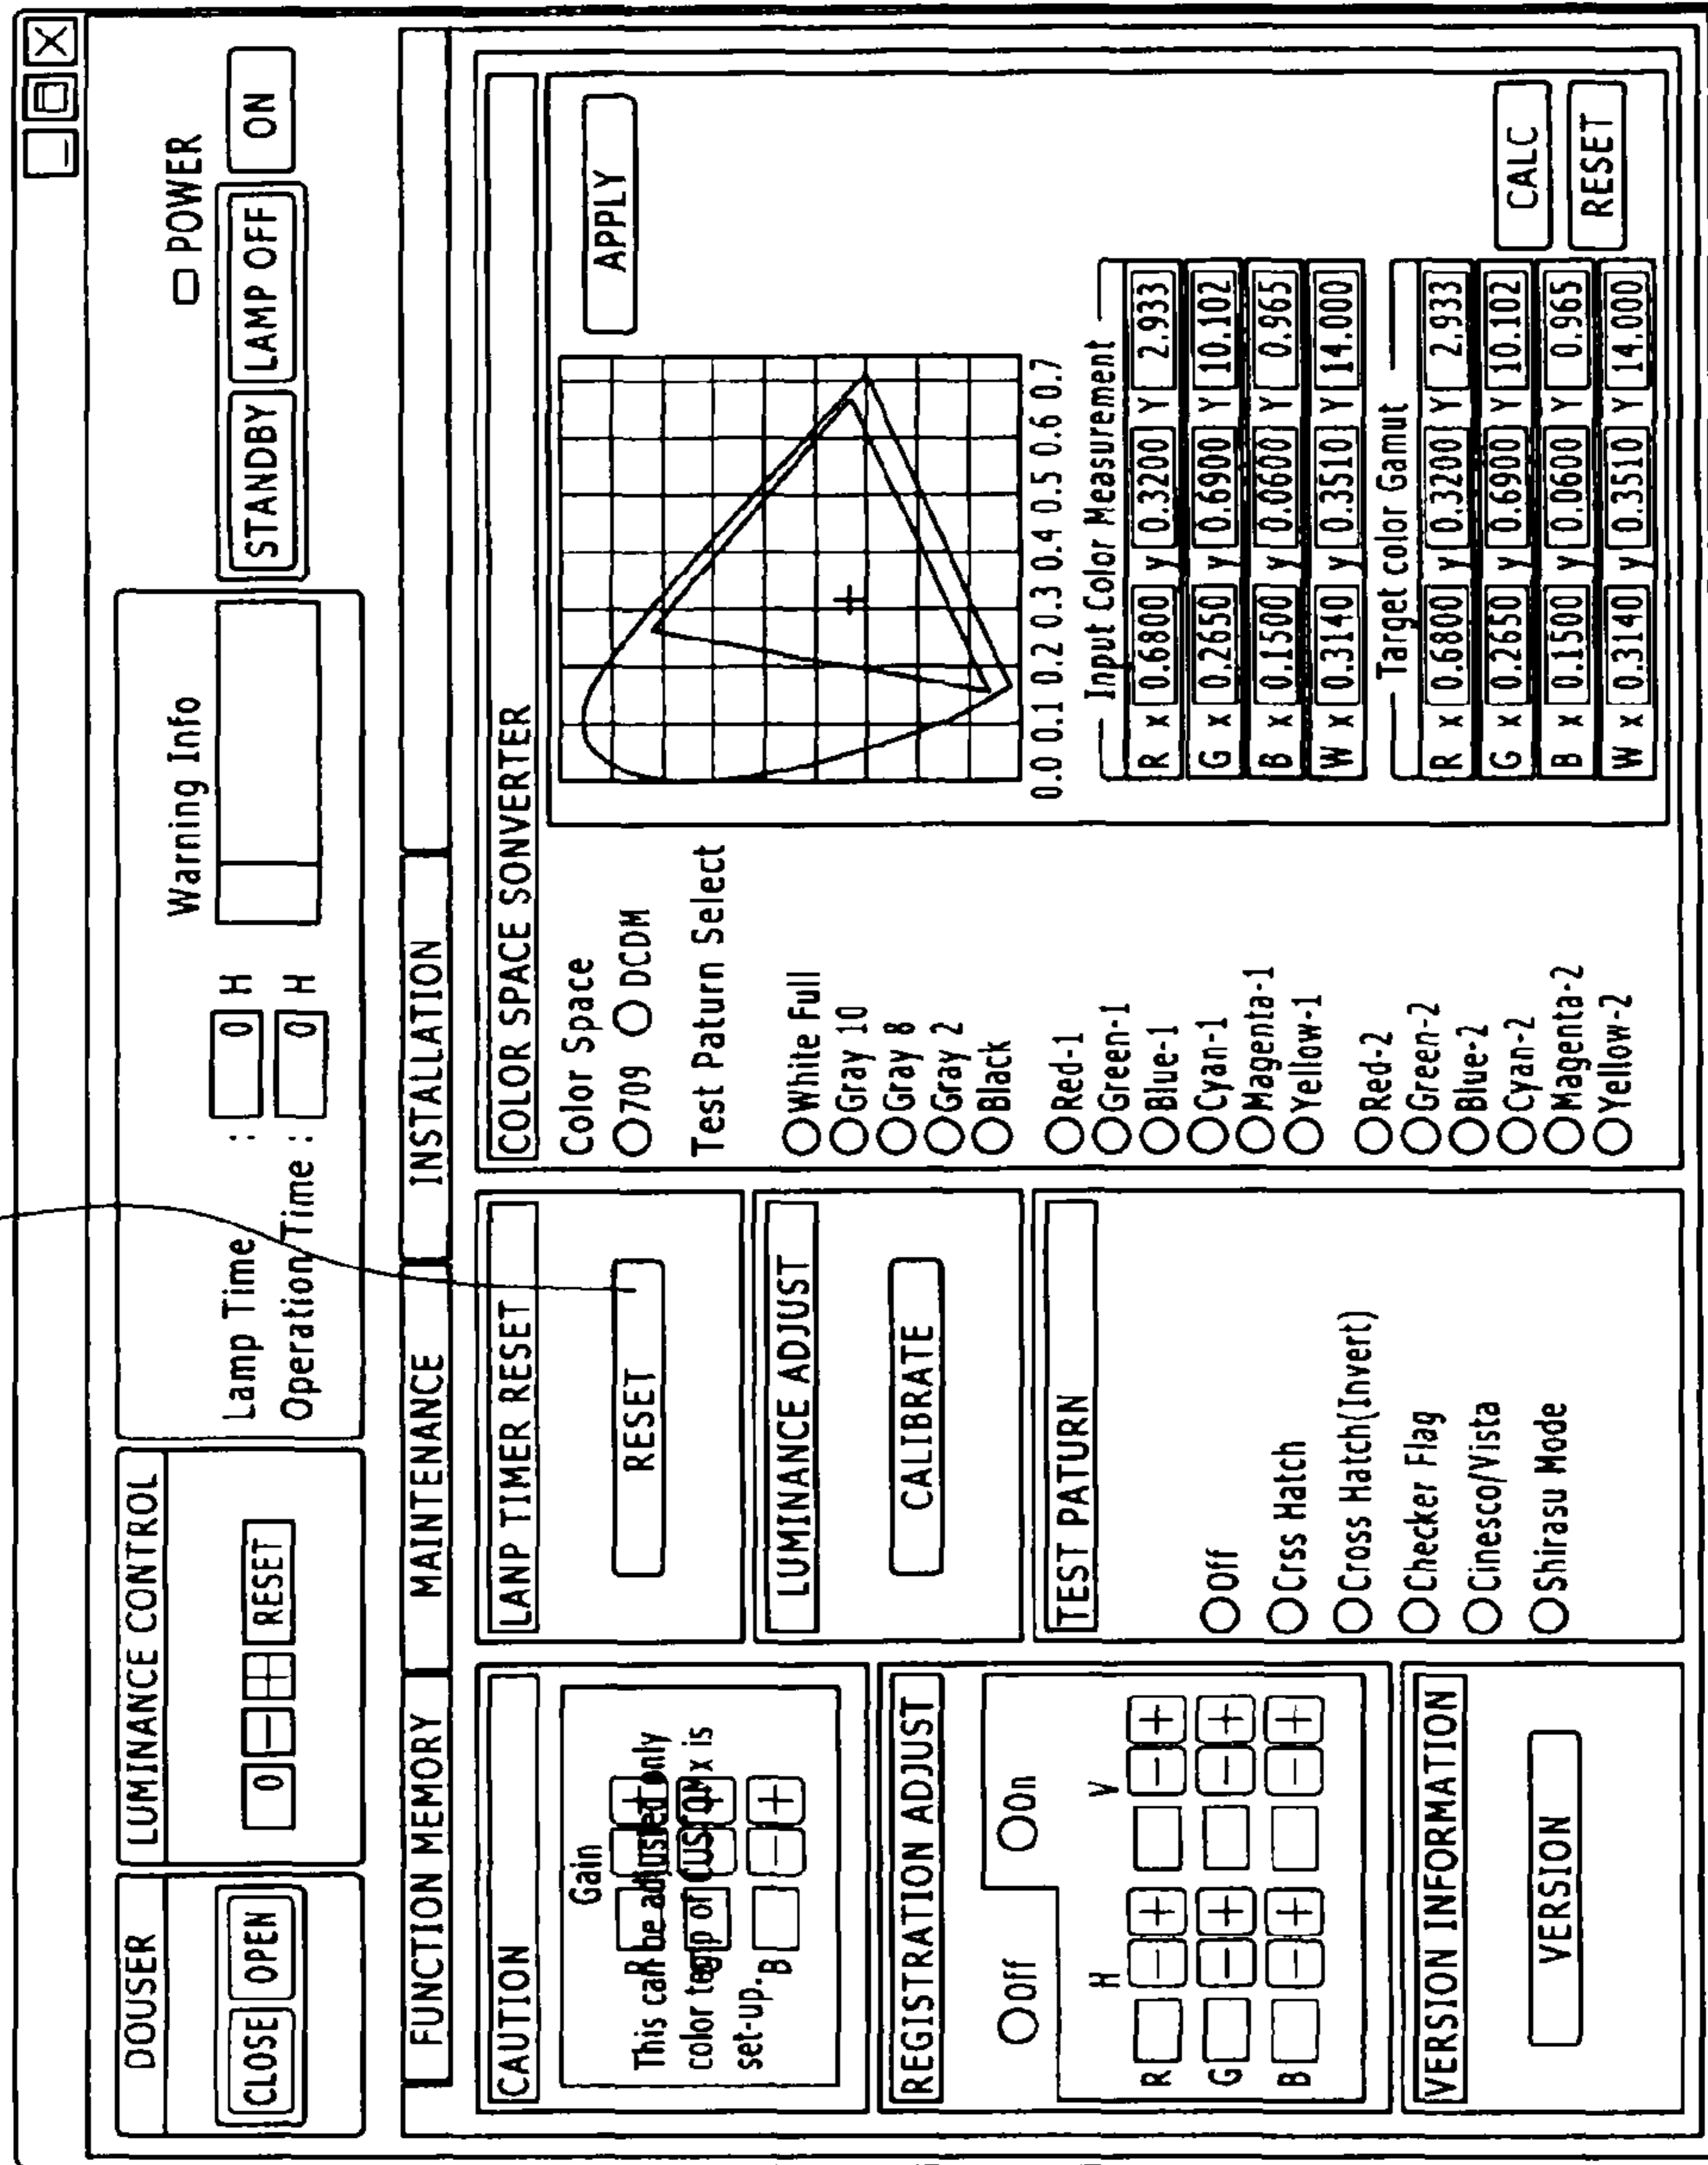 DOUSER
CLOSE OPEN
LUMINANCE CONTROL
0 − + RESET
Lamp Time : 0 H
Operation Time : 0 H
Warning Info
POWER
STANDBY LAMP OFF ON
FUNCTION MEMORY MAINTENANCE INSTALLATION
CAUTION
Gain
R − +
G − +
B − +
This can be adjusted only
color temp of CUSTOMx is
set-up.
REGISTRATION ADJUST
Off On
H V
R − + − +
G − + − +
B − + − +
VERSION INFORMATION
VERSION
LANP TIMER RESET
RESET
LUMINANCE ADJUST
CALIBRATE
TEST PATURN
Off
Crss Hatch
Cross Hatch(Invert)
Checker Flag
Cinesco/Vista
Shirasu Mode
COLOR SPACE SONVERTER
Color Space
709 DCDM
Test Paturn Select
White Full
Gray 10
Gray 8
Gray 2
Black
Red-1
Green-1
Blue-1
Cyan-1
Magenta-1
Yellow-1
Red-2
Green-2
Blue-2
Cyan-2
Magenta-2
Yellow-2
APPLY
0.0 0.1 0.2 0.3 0.4 0.5 0.6 0.7
Input Color Measurement
R x 0.6800 y 0.3200 Y 2.933
G x 0.2650 y 0.6900 Y 10.102
B x 0.1500 y 0.0600 Y 0.965
W x 0.3140 y 0.3510 Y 14.000
Target color Gamut
R x 0.6800 y 0.3200 Y 2.933
G x 0.2650 y 0.6900 Y 10.102
B x 0.1500 y 0.0600 Y 0.965
W x 0.3140 y 0.3510 Y 14.000
CALC
RESET